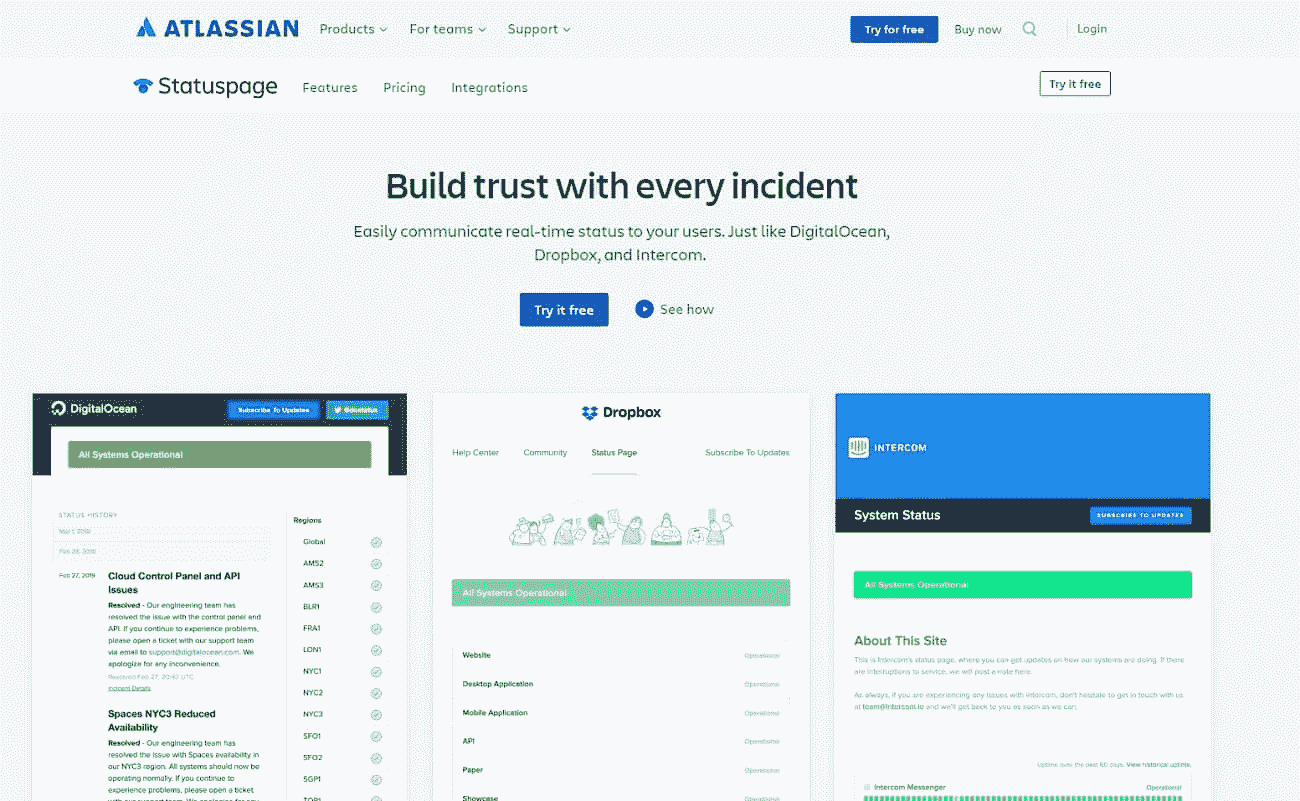 ATLASSIAN Products For teams Support Try for free Buy now Login
Statuspage Features Pricing Integrations Try it free
Build trust with every incident
Easily communicate real-time status to your users. Just like DigitalOcean,
Dropbox, and Intercom.
Try it free See how
DigitalOcean Subscribe To Updates
All Systems Operational
STATUS HISTORY
Mar 1, 2019
Feb 28, 2019
Feb 27, 2019 Cloud Control Panel and API
Issues
Resolved - Our engineering team has
resolved the issue with the control panel and
API. If you continue to experience problems,
please open a ticket with our support team
via email to support@digitalocean.com. We
apologize for any inconvenience.
Resolved Feb 27, 20:43 UTC
Incident Details
Spaces NYC3 Reduced
Availability
Resolved - Our engineering team has
resolved the issue with Spaces availability in
our NYC3 region. All systems should now be
operating normally. If you continue to
experience problems, please open a ticket
with our support team. We apologize for any
Regions
Global
AMS2
AMS3
BLR1
FRA1
LON1
NYC1
NYC2
NYC3
SFO1
SFO2
SGP1
TOR1
Dropbox
Help Center Community Status Page Subscribe To Updates
All Systems Operational
Website Operational
Desktop Application Operational
Mobile Application Operational
API Operational
Paper Operational
Showcase Operational
INTERCOM
System Status SUBSCRIBE TO UPDATES
All Systems Operational
About This Site
This is Intercom's status page, where you can get updates on how our systems are doing. If there
are interruptions to service, we will post a note here.
As always, if you are experiencing any issues with Intercom, don't hesitate to get in touch with us
at team@intercom.io and we'll get back to you as soon as we can.
Uptime over the past 60 days. View historical uptime.
Intercom Messenger Operational